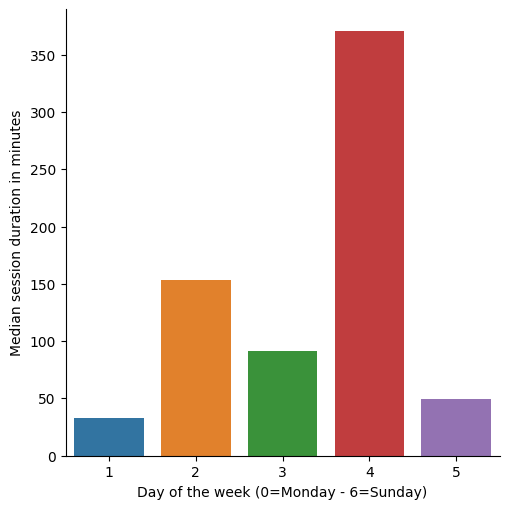 Median session duration in minutes
350
300
250
200
150
100
50
0
1 2 3 4 5
Day of the week (0=Monday - 6=Sunday)